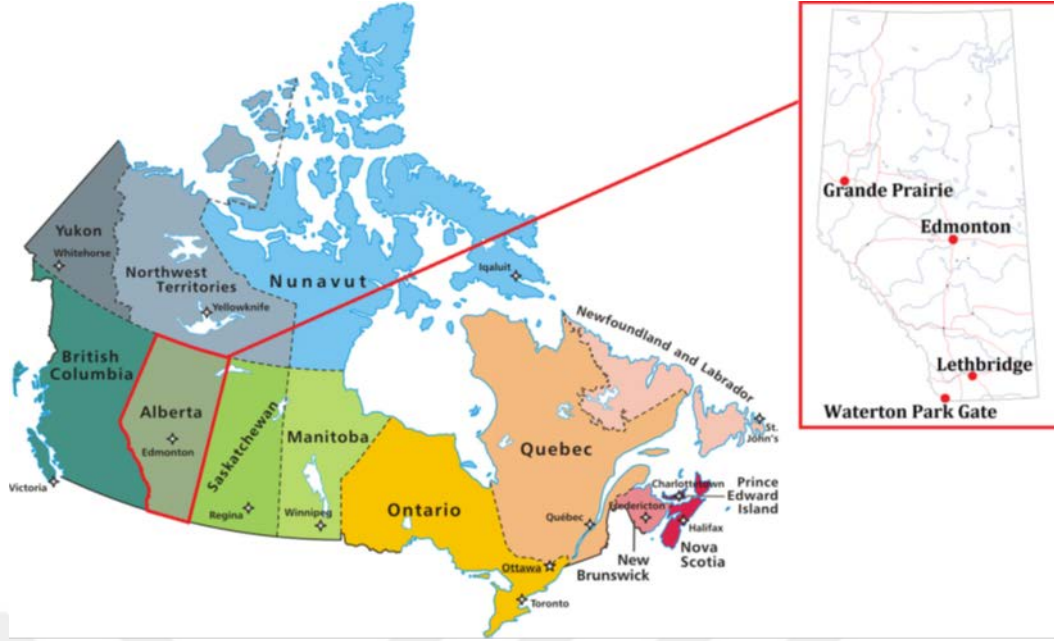 Yukon
Whitehorse
Northwest
Territories
Yellowknife
Nunavut
Iqaluit
British
Columbia
Victoria
Alberta
Edmonton
Saskatchewan
Regina
Manitoba
Winnipeg
Ontario
Ottawa
Toronto
Quebec
Québec
Newfoundland and Labrador
St.
John's
Prince
Edward
Island
Charlottetown
Fredericton
New
Brunswick
Halifax
Nova
Scotia
Grande Prairie
Edmonton
Lethbridge
Waterton Park Gate